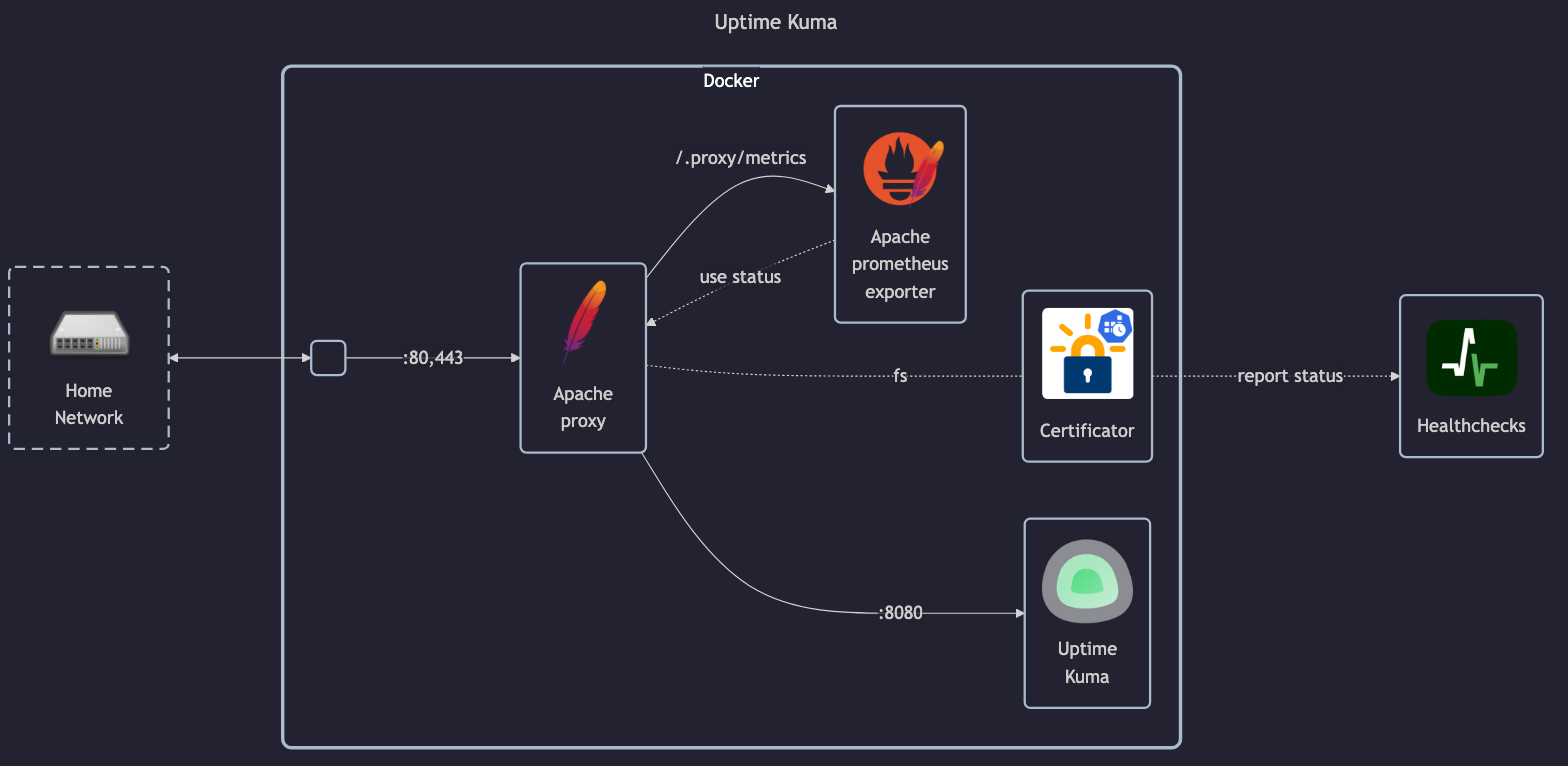 Uptime Kuma
Docker
/.proxy/metrics
Apache
prometheus
exporter
use status
Home
Network
:80,443
Apache
proxy
fs
Certificator
report status
Healthchecks
:8080
Uptime
Kuma